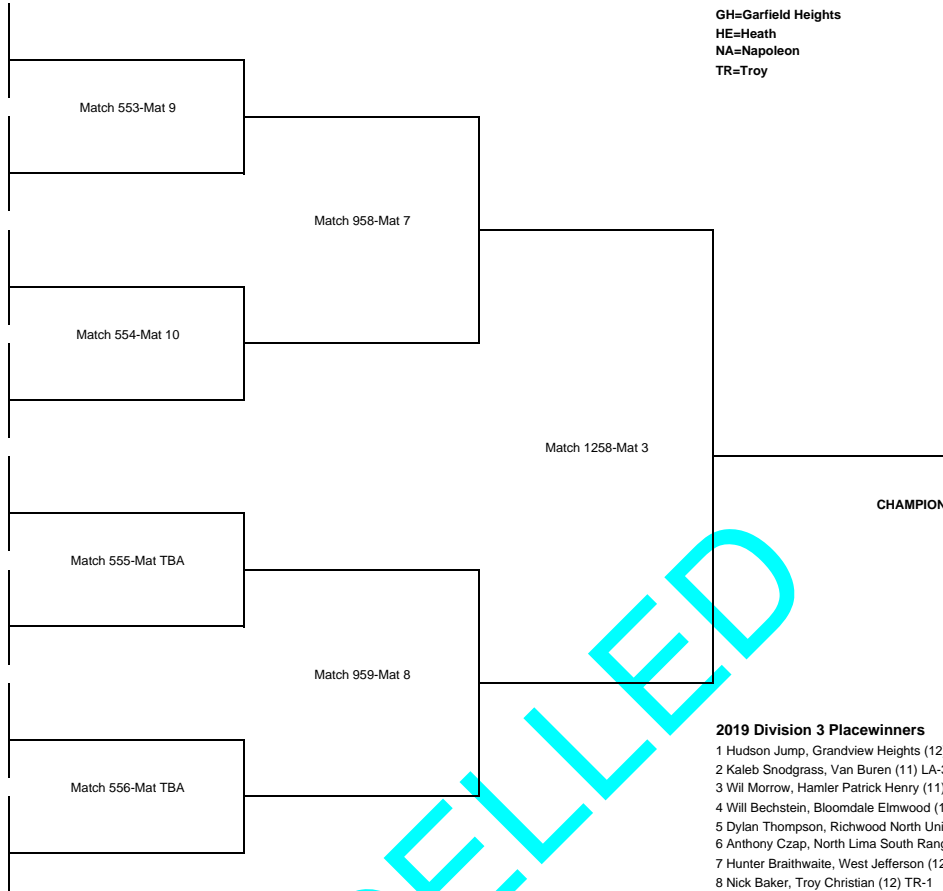 GH=Garfield Heights
HE=Heath
NA=Napoleon
TR=Troy
Match 553-Mat 9
Match 958-Mat 7
Match 554-Mat 10
Match 1258-Mat 3
CHAMPION
Match 555-Mat TBA
Match 959-Mat 8
Match 556-Mat TBA
ELLED
2019 Division 3 Placewinners
1 Hudson Jump, Grandview Heights (12
2 Kaleb Snodgrass, Van Buren (11) LA-3
3 Wil Morrow, Hamler Patrick Henry (11)
4 Will Bechstein, Bloomdale Elmwood (1
5 Dylan Thompson, Richwood North Uni
6 Anthony Czap, North Lima South Rang
7 Hunter Braithwaite, West Jefferson (12
8 Nick Baker, Troy Christian (12) TR-1